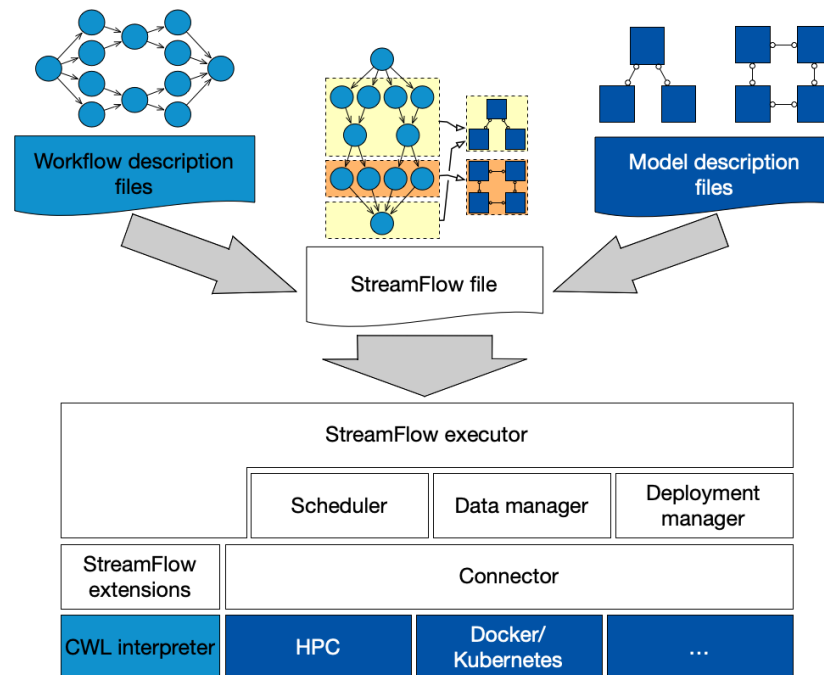 Workflow description
files
Model description
files
StreamFlow file
StreamFlow executor
Scheduler
Data manager
Deployment
manager
StreamFlow
extensions
Connector
CWL interpreter
HPC
Docker/
Kubernetes
...